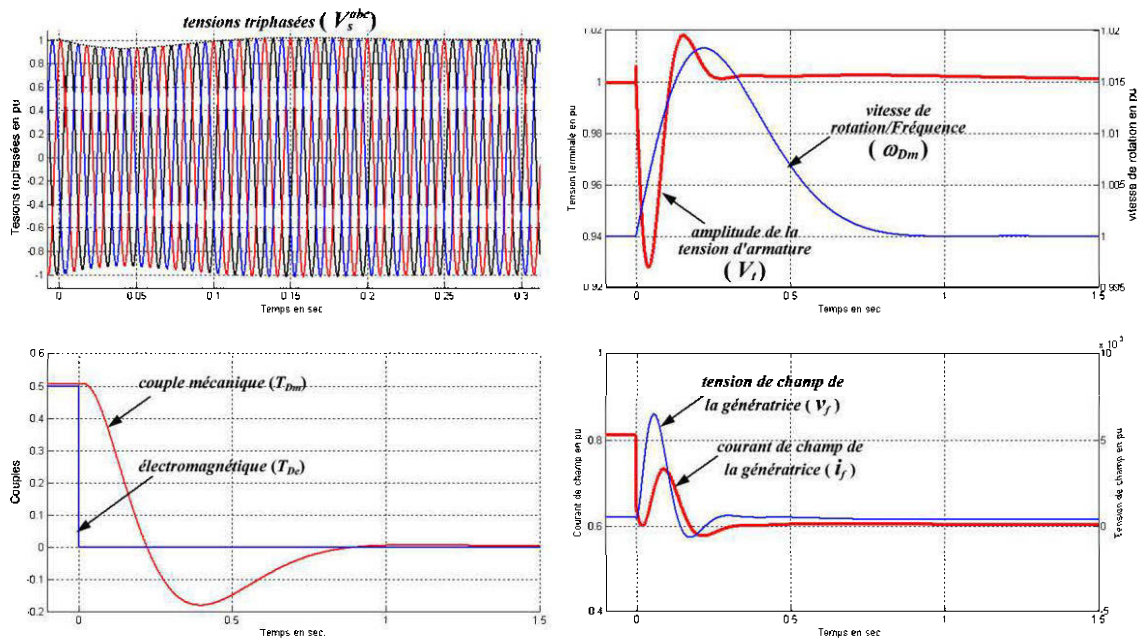 tensions triphasées ( V_s^abc )
Tesions triphasées en pu
1
0.8
0.6
0.4
0.2
0
-0.2
-0.4
-0.6
-0.8
-1
0
0.05
0.1
0.15
0.2
0.25
0.3
Temps en sec
Tension terminale en pu
1.02
1
0.98
0.96
0.94
0.92
vitesse de
rotation/Fréquence
( ω_Dm )
amplitude de la
tension d'armature
( V_t )
1.02
1.015
1.01
1.005
1
0.995
vitesse de rotation en pu
0
0.5
1
1.5
Temps en sec
Couples
0.6
0.5
0.4
0.3
0.2
0.1
0
-0.1
-0.2
couple mécanique (T_Dm)
électromagnétique (T_De)
0
0.5
1
1.5
Temps en sec.
Courant de champ en pu
1
0.8
0.6
0.4
tension de champ de
la génératrice ( v_f )
courant de champ de
la génératrice ( i_f )
x 10^3
10
5
0
-5
Tension de champ en pu
0
0.5
1
1.5
Temps en sec.